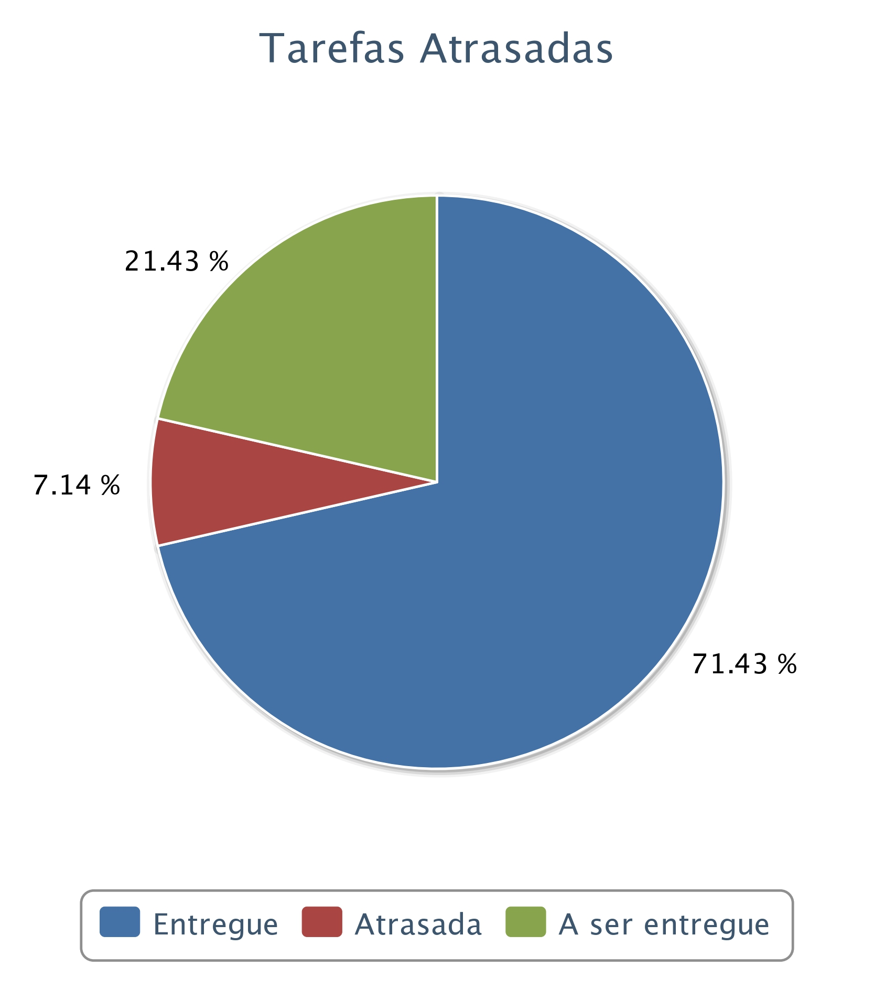 Tarefas Atrasadas
21.43 %
7.14 %
71.43 %
Entregue Atrasada A ser entregue